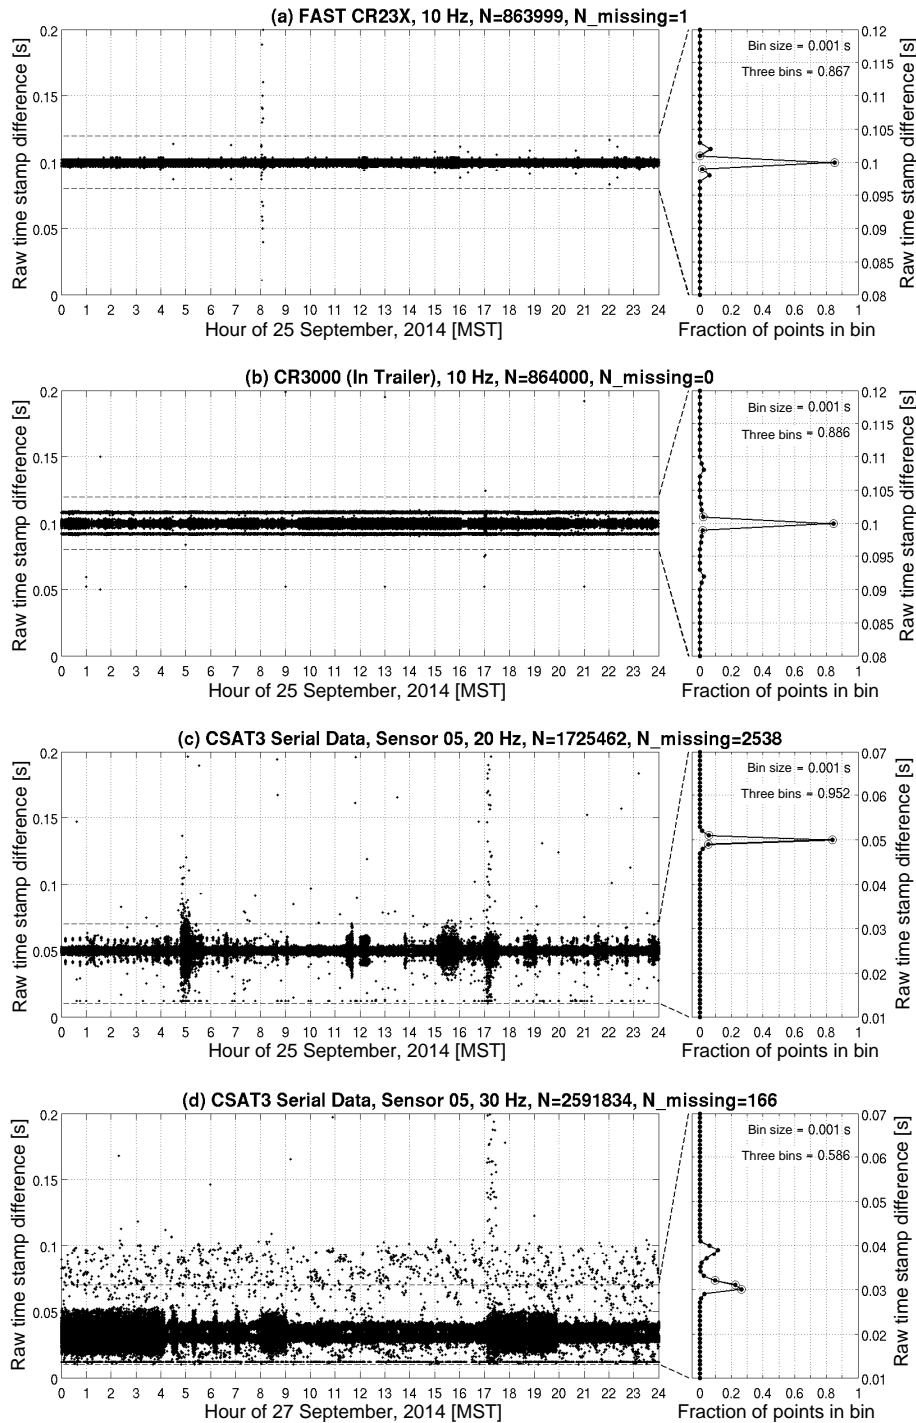 (a) FAST CR23X, 10 Hz, N=863999, N_missing=1
Raw time stamp difference [s]
0.2
0.15
0.1
0.05
0
0 1 2 3 4 5 6 7 8 9 10 11 12 13 14 15 16 17 18 19 20 21 22 23 24
Hour of 25 September, 2014 [MST]
Bin size = 0.001 s
Three bins = 0.867
0.12
0.115
0.11
0.105
0.1
0.095
0.09
0.085
0.08
Raw time stamp difference [s]
0 0.2 0.4 0.6 0.8 1
Fraction of points in bin
(b) CR3000 (In Trailer), 10 Hz, N=864000, N_missing=0
Raw time stamp difference [s]
0.2
0.15
0.1
0.05
0
0 1 2 3 4 5 6 7 8 9 10 11 12 13 14 15 16 17 18 19 20 21 22 23 24
Hour of 25 September, 2014 [MST]
Bin size = 0.001 s
Three bins = 0.886
0.12
0.115
0.11
0.105
0.1
0.095
0.09
0.085
0.08
Raw time stamp difference [s]
0 0.2 0.4 0.6 0.8 1
Fraction of points in bin
(c) CSAT3 Serial Data, Sensor 05, 20 Hz, N=1725462, N_missing=2538
Raw time stamp difference [s]
0.2
0.15
0.1
0.05
0
0 1 2 3 4 5 6 7 8 9 10 11 12 13 14 15 16 17 18 19 20 21 22 23 24
Hour of 25 September, 2014 [MST]
Bin size = 0.001 s
Three bins = 0.952
0.07
0.06
0.05
0.04
0.03
0.02
0.01
Raw time stamp difference [s]
0 0.2 0.4 0.6 0.8 1
Fraction of points in bin
(d) CSAT3 Serial Data, Sensor 05, 30 Hz, N=2591834, N_missing=166
Raw time stamp difference [s]
0.2
0.15
0.1
0.05
0
0 1 2 3 4 5 6 7 8 9 10 11 12 13 14 15 16 17 18 19 20 21 22 23 24
Hour of 27 September, 2014 [MST]
Bin size = 0.001 s
Three bins = 0.586
0.07
0.06
0.05
0.04
0.03
0.02
0.01
Raw time stamp difference [s]
0 0.2 0.4 0.6 0.8 1
Fraction of points in bin